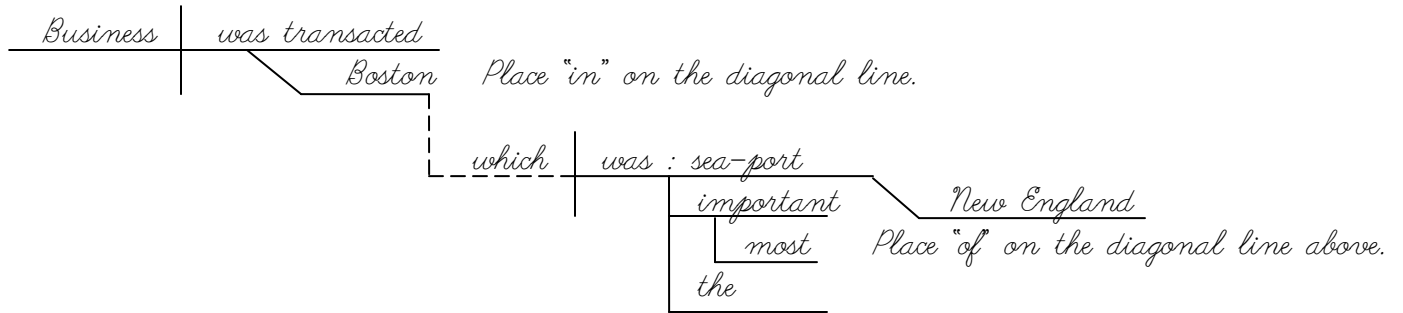 Business was transacted
Boston Place “in” on the diagonal line.
which was : sea-port
important New England
most Place “of” on the diagonal line above.
the